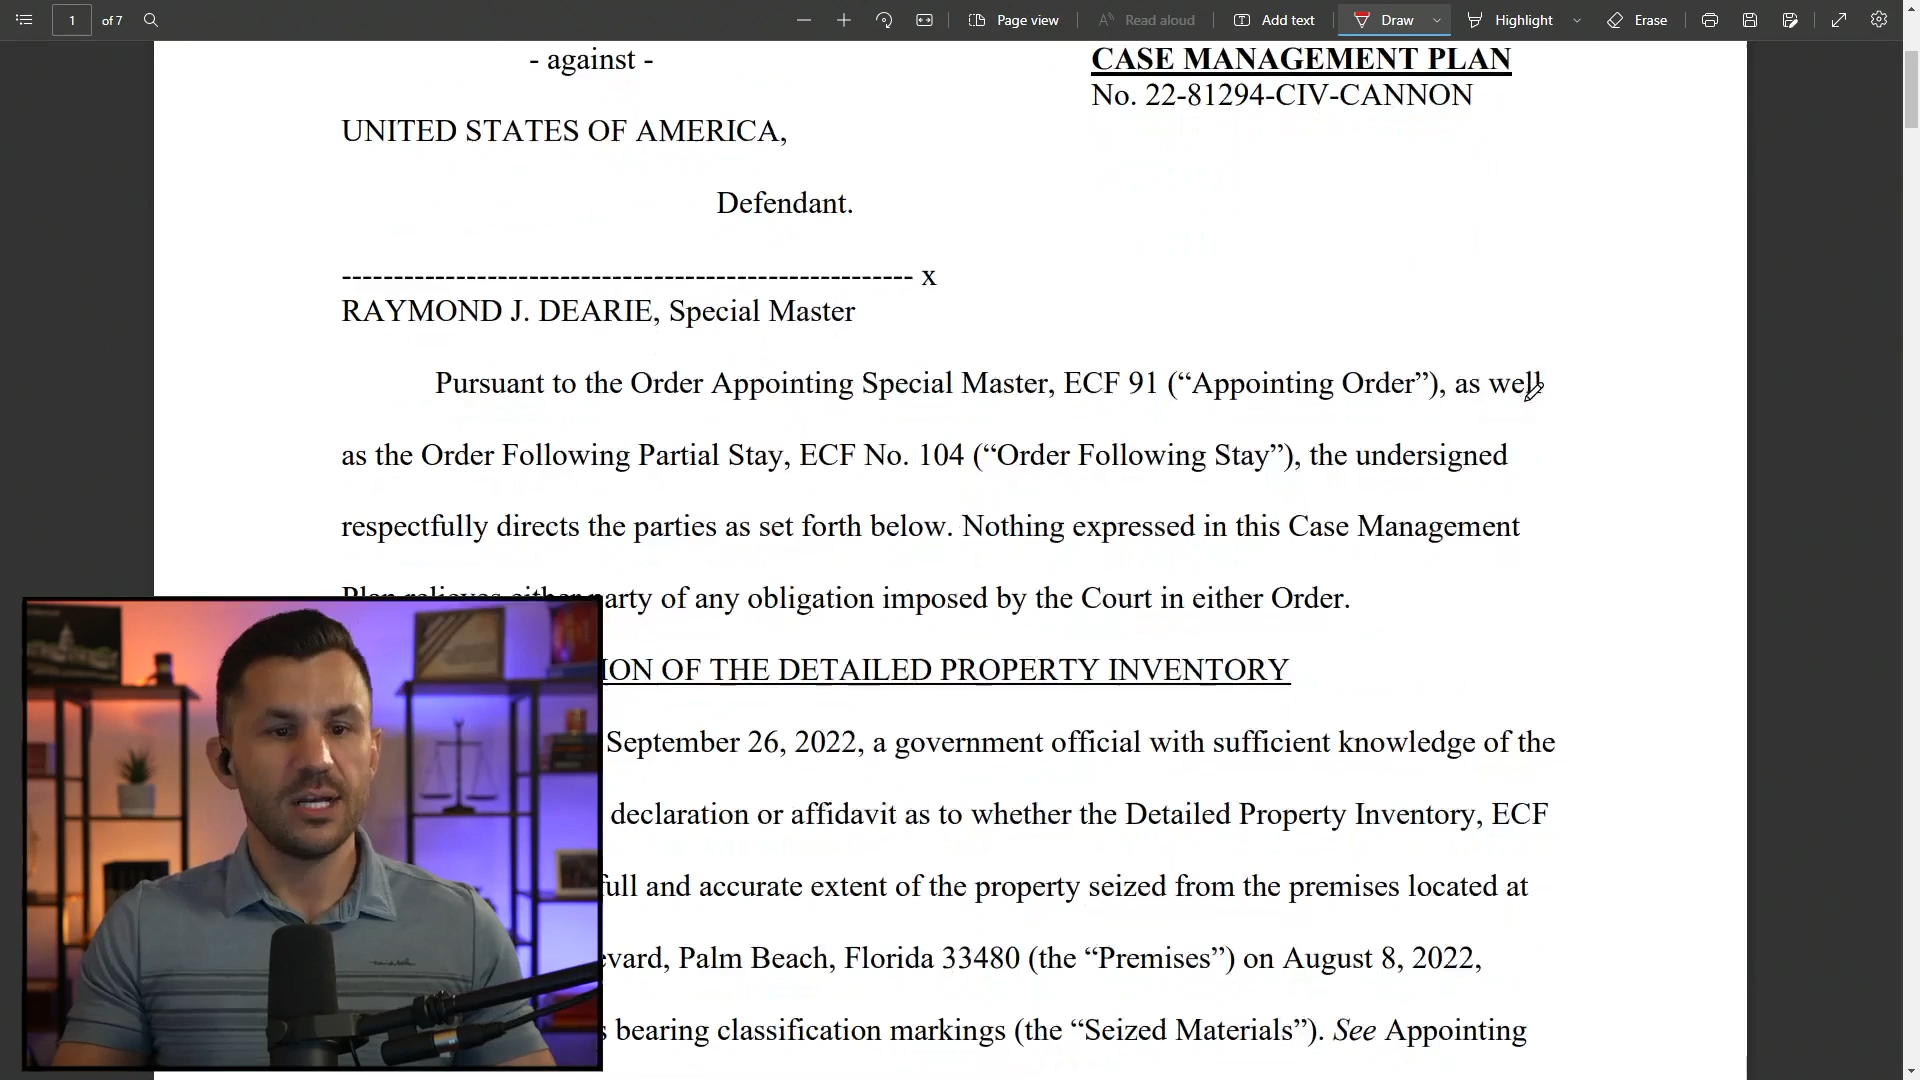 1 of 7 Page view Read aloud Add text Draw Highlight Erase
- against -
CASE MANAGEMENT PLAN
No. 22-81294-CIV-CANNON
UNITED STATES OF AMERICA,
Defendant.
------------------------------------------------------- x
RAYMOND J. DEARIE, Special Master
Pursuant to the Order Appointing Special Master, ECF 91 (“Appointing Order”), as well
as the Order Following Partial Stay, ECF No. 104 (“Order Following Stay”), the undersigned
respectfully directs the parties as set forth below. Nothing expressed in this Case Management
Plan relieves either party of any obligation imposed by the Court in either Order.
ION OF THE DETAILED PROPERTY INVENTORY
September 26, 2022, a government official with sufficient knowledge of the
declaration or affidavit as to whether the Detailed Property Inventory, ECF
full and accurate extent of the property seized from the premises located at
evard, Palm Beach, Florida 33480 (the “Premises”) on August 8, 2022,
s bearing classification markings (the “Seized Materials”). See Appointing